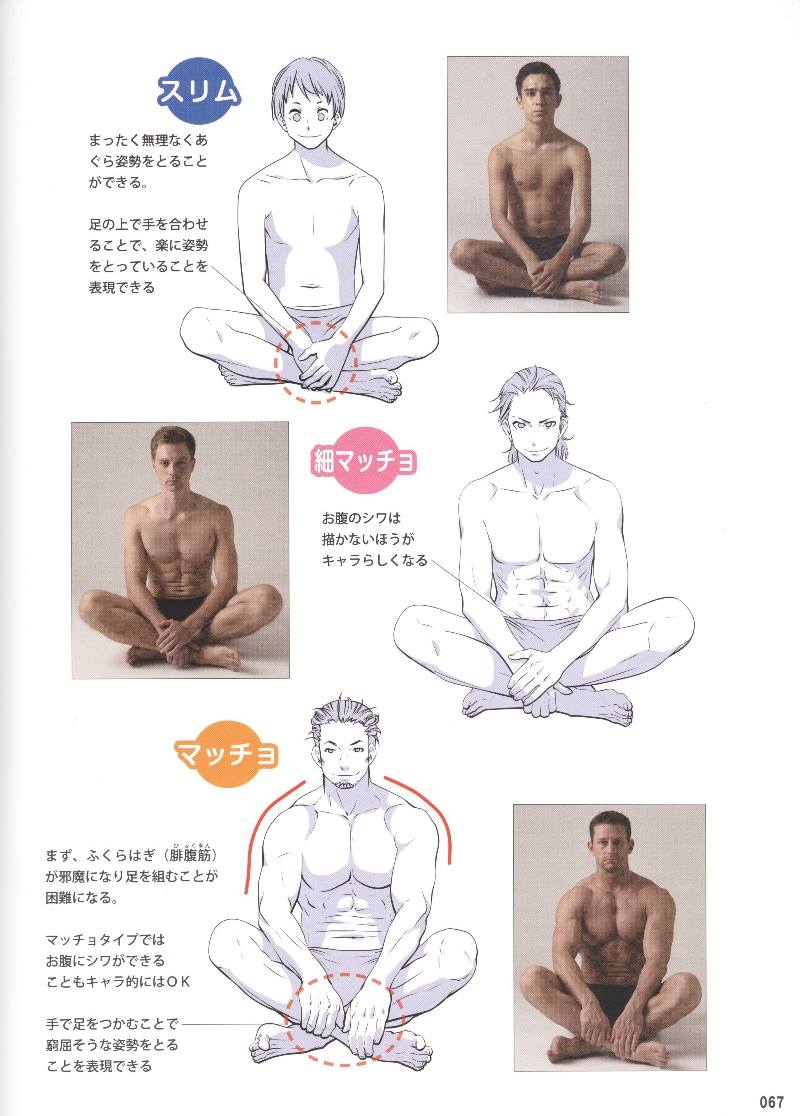 スリム
まったく無理なくあ
ぐら姿勢をとること
ができる。
足の上で手を合わせ
ることで、楽に姿勢
をとっていることを
表現できる
細マッチョ
お腹のシワは
描かないほうが
キャラらしくなる
マッチョ
まず、ふくらはぎ（腓腹筋）
ひふくきん
が邪魔になり足を組むことが
困難になる。
マッチョタイプでは
お腹にシワができる
こともキャラ的にはOK
手で足をつかむことで
窮屈そうな姿勢をとる
ことを表現できる
067